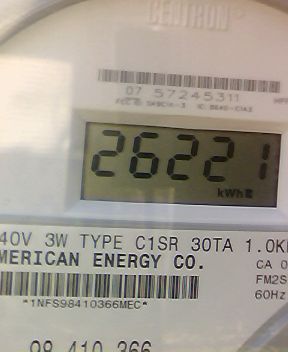 CENTRON
07 57245311
26221
kWh
40V 3W TYPE C1SR 30TA 1.0K
MERICAN ENERGY CO.
CA 0
FM2S
60Hz
*1NFS98410366MEC*
98 410 366